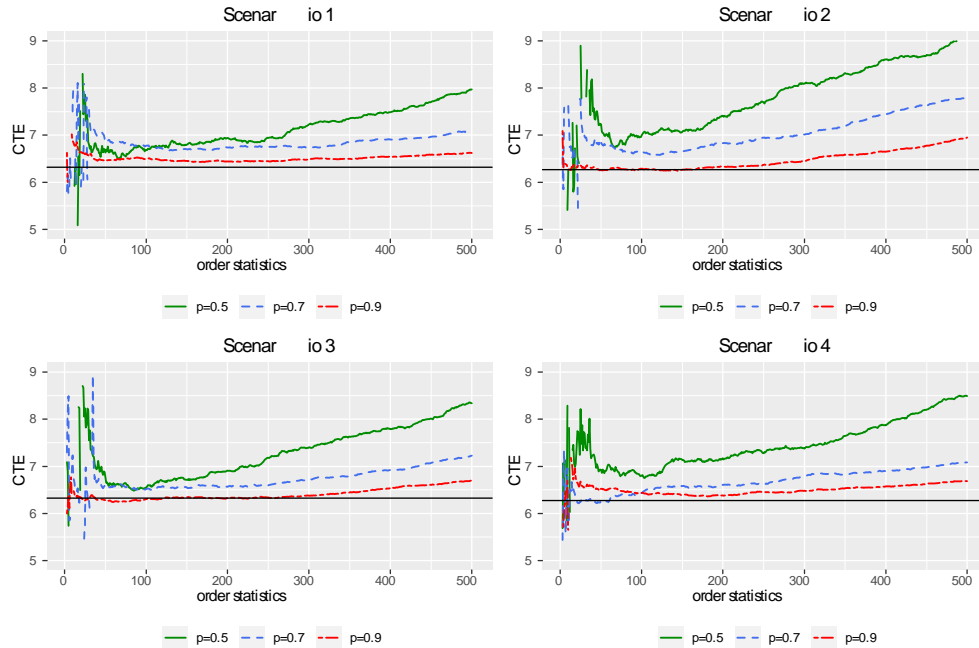 Scenar io 1
9
8
7
6
5
CTE
0 100 200 300 400 500
order statistics
p=0.5 p=0.7 p=0.9
Scenar io 2
9
8
7
6
5
CTE
0 100 200 300 400 500
order statistics
p=0.5 p=0.7 p=0.9
Scenar io 3
9
8
7
6
5
CTE
0 100 200 300 400 500
order statistics
p=0.5 p=0.7 p=0.9
Scenar io 4
9
8
7
6
5
CTE
0 100 200 300 400 500
order statistics
p=0.5 p=0.7 p=0.9